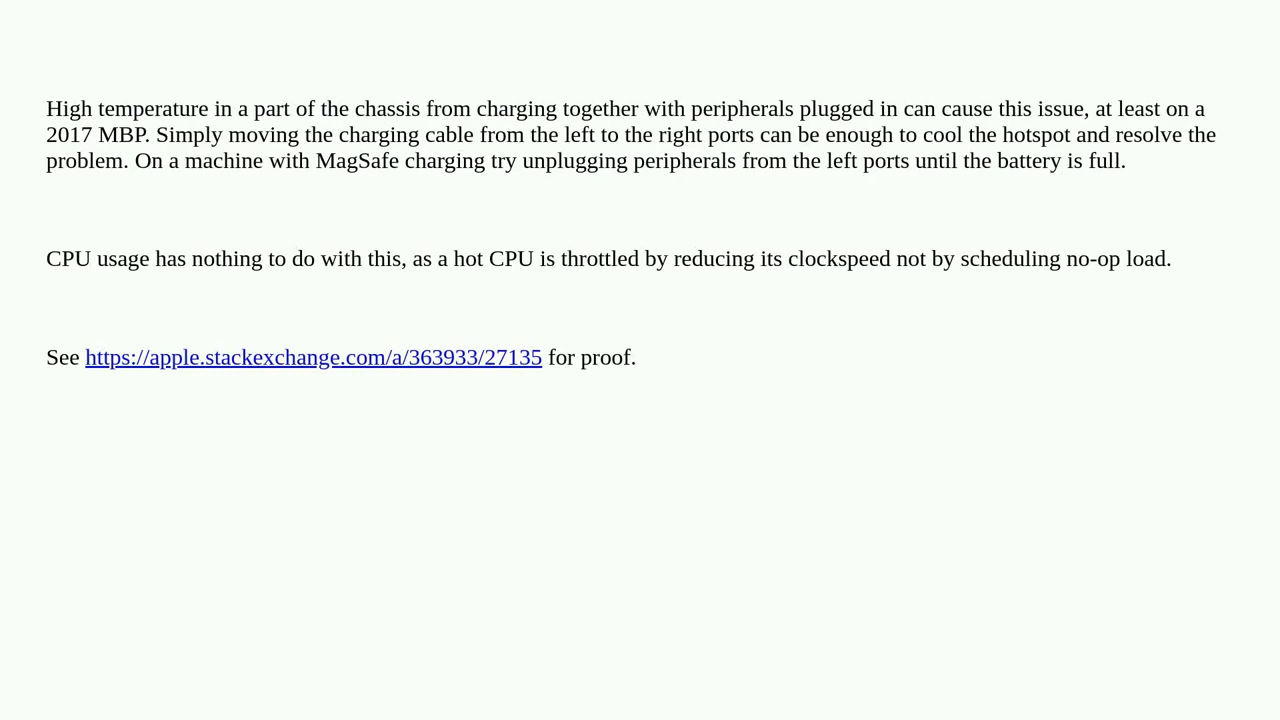 High temperature in a part of the chassis from charging together with peripherals plugged in can cause this issue, at least on a
2017 MBP. Simply moving the charging cable from the left to the right ports can be enough to cool the hotspot and resolve the
problem. On a machine with MagSafe charging try unplugging peripherals from the left ports until the battery is full.
CPU usage has nothing to do with this, as a hot CPU is throttled by reducing its clockspeed not by scheduling no-op load.
See https://apple.stackexchange.com/a/363933/27135 for proof.